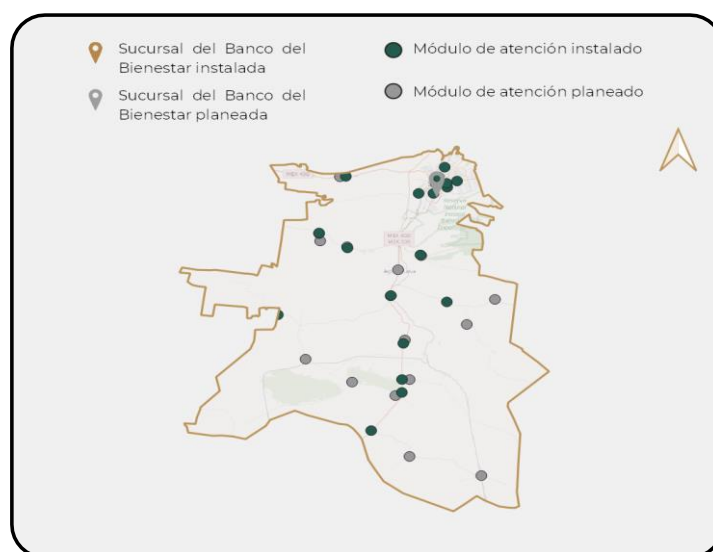 Sucursal del Banco del
Bienestar instalada
Módulo de atención instalado
Sucursal del Banco del
Bienestar planeada
Módulo de atención planeado